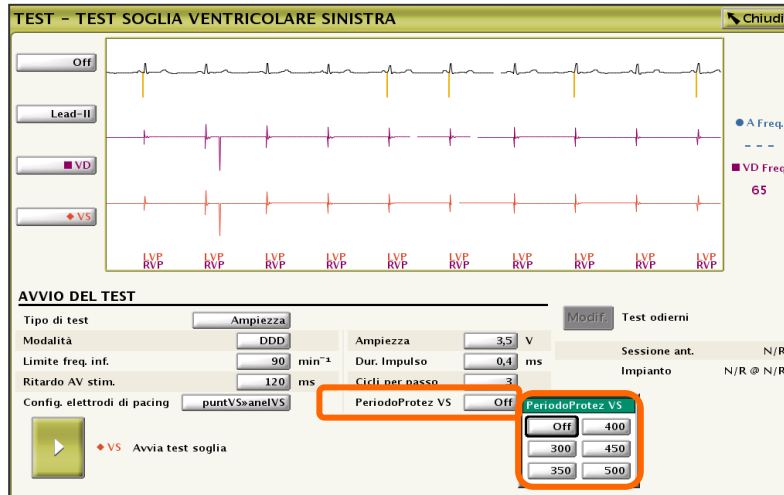 TEST - TEST SOGLIA VENTRICOLARE SINISTRA
Chiudi
Off
Lead-II
VD
VS
A Freq.
- - -
VD Freq
65
LVP LVP LVP LVP LVP LVP LVP LVP LVP LVP
RVP RVP RVP RVP RVP RVP RVP RVP RVP RVP
AVVIO DEL TEST
Tipo di test Ampiezza
Modalità DDD
Limite freq. inf. 90 min⁻¹
Ritardo AV stim. 120 ms
Config. elettrodi di pacing puntVS»anelVS
Ampiezza 3,5 V
Dur. Impulso 0,4 ms
Cicli per passo 3
PeriodoProtez VS Off
PeriodoProtez VS
Off 400
300 450
350 500
Modif. Test odierni
Sessione ant. N/R
Impianto N/R @ N/R
VS Avvia test soglia